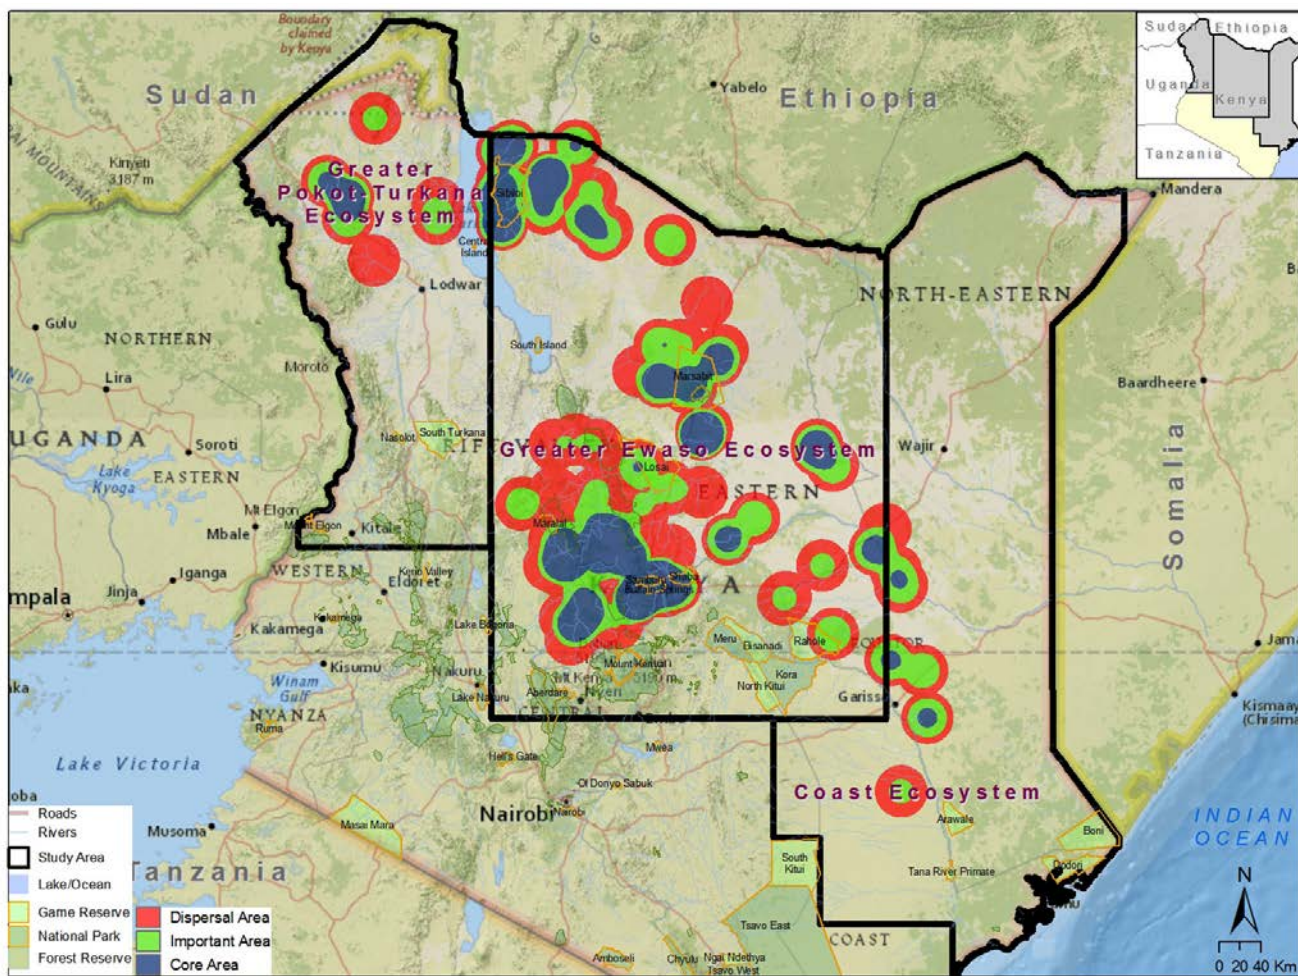 Boundary
claimed
by Kenya
Sudan
Ethiopia
Yabelo
Sudan
Ethiopia
Uganda
Kenya
Tanzania
Kinyeti
3187 m
Greater
Pokot-Turkana
Ecosystem
Sibiloi
Central
Island
Mandera
Lodwar
NORTH-EASTERN
Gulu
NORTHERN
South Island
Moroto
Lira
Marsabit
Baardheere
UGANDA
Soroti
Nasolot
South Turkana
Greater Ewaso Ecosystem
Wajir
EASTERN
Lake
Kyoga
Losai
EASTERN
Somalia
Mt Elgon
Mount Elgon
Maralal
Mbale
Kitale
Iganga
WESTERN
Kerio Valley
Eldoret
Shaba
Buffalo Springs
Jinja
mpala
Kakamega
Kakamega
Lake Bogoria
Meru
Bisanadi
Rahole
Kisumu
Winam
Gulf
Nakuru
Mount Kenya
Kora
North Kitui
Lake Nakuru
Aberdare
Garissa
NYANZA
CENTRAL
Kismaay
(Chisima
Ruma
Hell's Gate
Mwea
Lake Victoria
Ol Donyo Sabuk
Coast Ecosystem
Nairobi
Nairobi
Arawale
INDIAN
OCEAN
Masai Mara
Musoma
Boni
Tanzania
South
Kitui
Tana River Primate
Dodori
Tsavo East
COAST
Amboseli
Chyulu
Ngai Ndethya
Tsavo West
Roads
Rivers
Study Area
Lake/Ocean
Game Reserve
National Park
Forest Reserve
Dispersal Area
Important Area
Core Area
N
0 20 40 Km